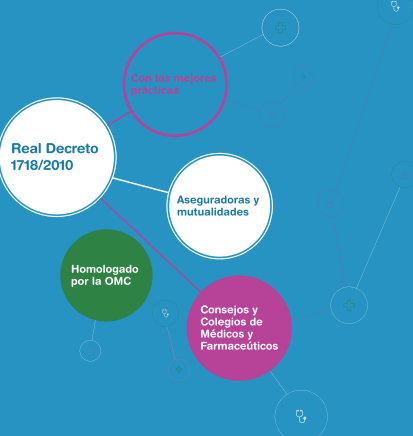 Con las mejores
prácticas
Real Decreto
1718/2010
Aseguradoras y
mutualidades
Homologado
por la OMC
Consejos y
Colegios de
Médicos y
Farmaceúticos